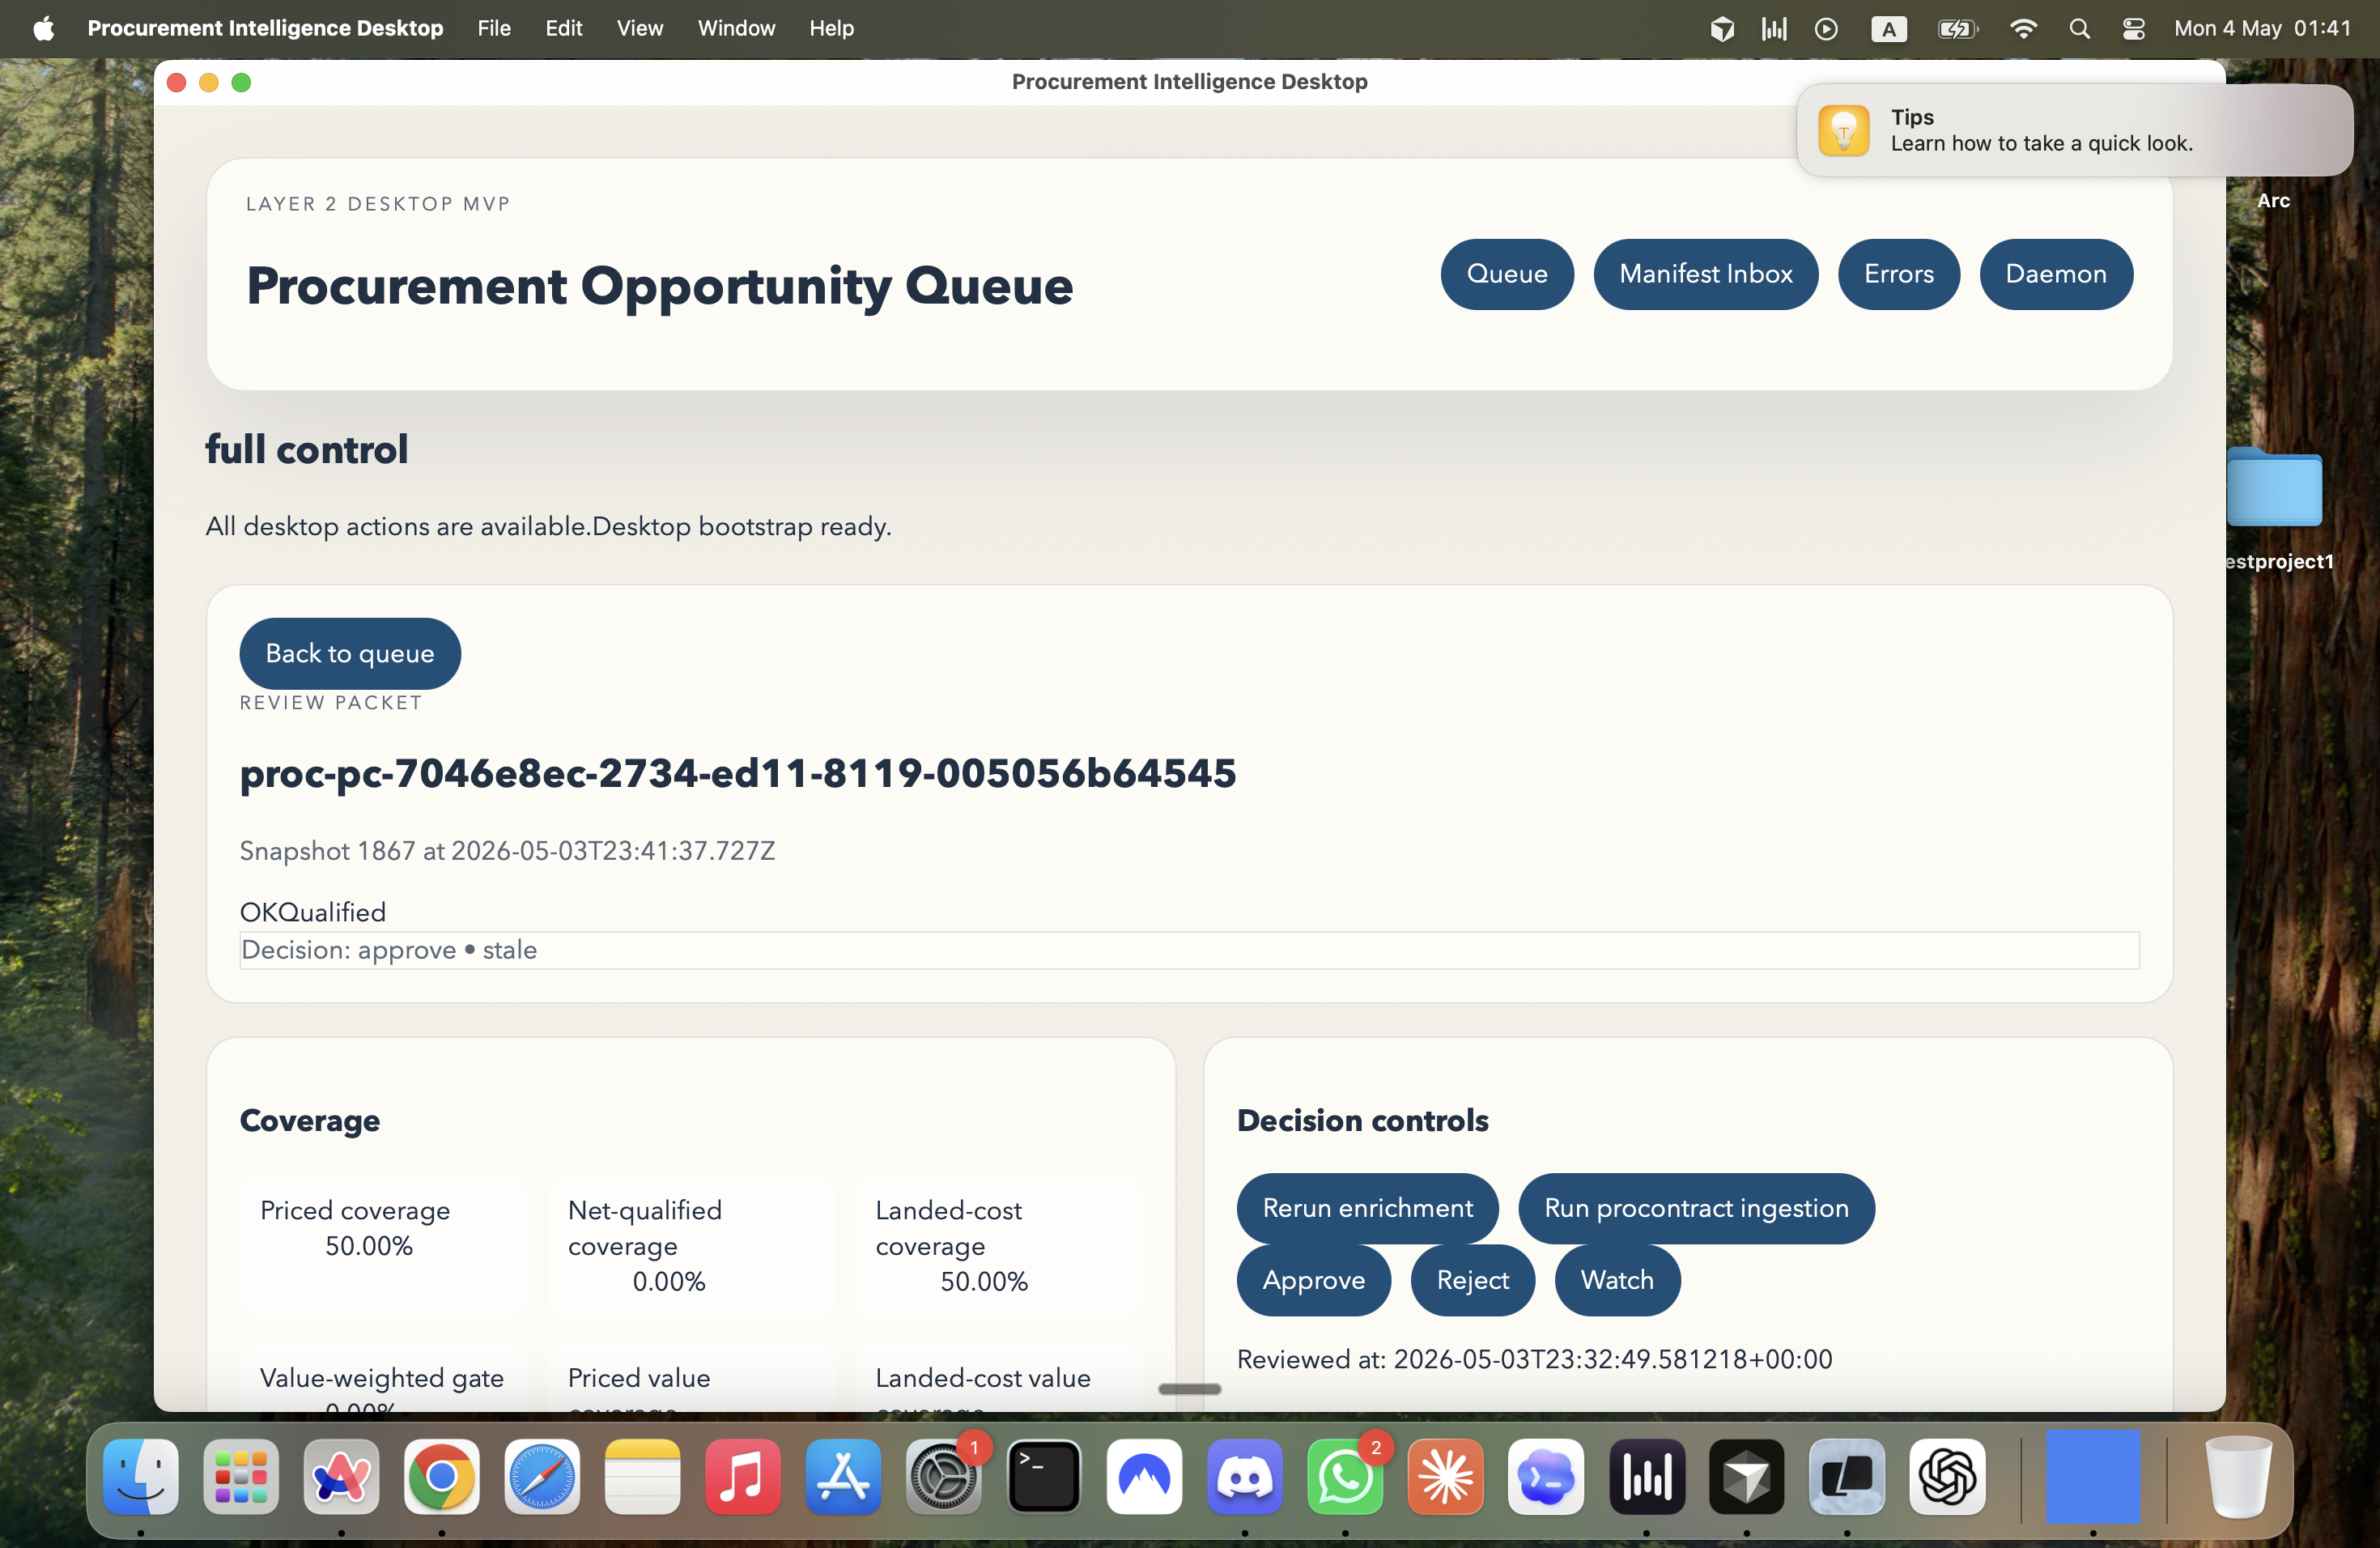 Procurement Intelligence Desktop File Edit View Window Help A Mon 4 May 01:41
Procurement Intelligence Desktop
Tips
Learn how to take a quick look.
Arc
estproject1
LAYER 2 DESKTOP MVP
Procurement Opportunity Queue
Queue Manifest Inbox Errors Daemon
full control
All desktop actions are available.Desktop bootstrap ready.
Back to queue
REVIEW PACKET
proc-pc-7046e8ec-2734-ed11-8119-005056b64545
Snapshot 1867 at 2026-05-03T23:41:37.727Z
OKQualified
Decision: approve • stale
Coverage
Priced coverage
50.00%
Net-qualified
coverage
0.00%
Landed-cost
coverage
50.00%
Value-weighted gate
0.00%
Priced value
coverage
Landed-cost value
coverage
Decision controls
Rerun enrichment Run procontract ingestion
Approve Reject Watch
Reviewed at: 2026-05-03T23:32:49.581218+00:00
1
2